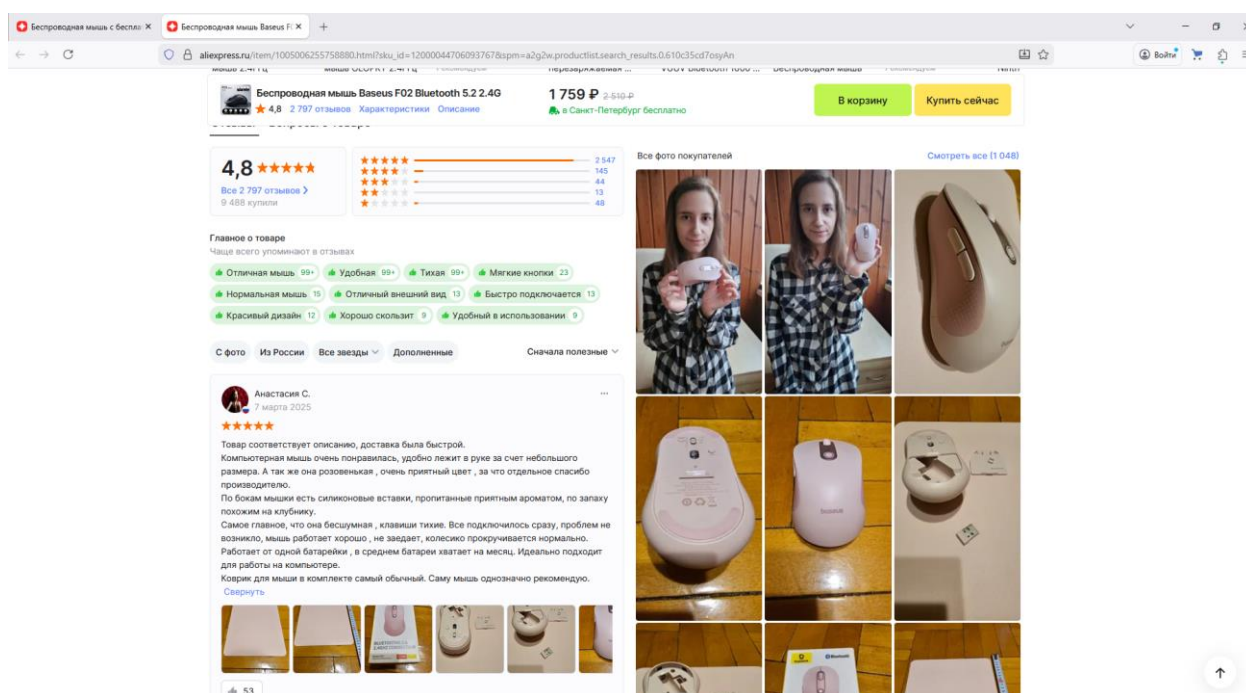 Беспроводная мышь с беспла
Беспроводная мышь Baseus F
aliexpress.ru/item/1005006255758880.html?sku_id=12000044706093767&spm=a2g2w.productlist.search_results.0.610c35cd7osyAn
Войти
Беспроводная мышь Baseus F02 Bluetooth 5.2 2.4G
4,8 2 797 отзывов Характеристики Описание
1 759 ₽ 2 510 ₽
в Санкт-Петербург бесплатно
В корзину
Купить сейчас
4,8
Все 2 797 отзывов
9 488 купили
2 547
145
44
13
48
Главное о товаре
Чаще всего упоминают в отзывах
Отличная мышь 99+ Удобная 99+ Тихая 99+ Мягкие кнопки 23
Нормальная мышь 15 Отличный внешний вид 13 Быстро подключается 13
Красивый дизайн 12 Хорошо скользит 9 Удобный в использовании 9
С фото Из России Все звезды Дополненные Сначала полезные
Анастасия С.
7 марта 2025
Товар соответствует описанию, доставка была быстрой.
Компьютерная мышь очень понравилась, удобно лежит в руке за счет небольшого
размера. А так же она розовенькая , очень приятный цвет , за что отдельное спасибо
производителю.
По бокам мышки есть силиконовые вставки, пропитанные приятным ароматом, по запаху
похожим на клубнику.
Самое главное, что она бесшумная , клавиши тихие. Все подключилось сразу, проблем не
возникло, мышь работает хорошо , не заедает, колесико прокручивается нормально.
Работает от одной батарейки , в среднем батареи хватает на месяц. Идеально подходит
для работы на компьютере.
Коврик для мыши в комплекте самый обычный. Саму мышь однозначно рекомендую.
Свернуть
53
Все фото покупателей
Смотреть все (1 048)
baseus